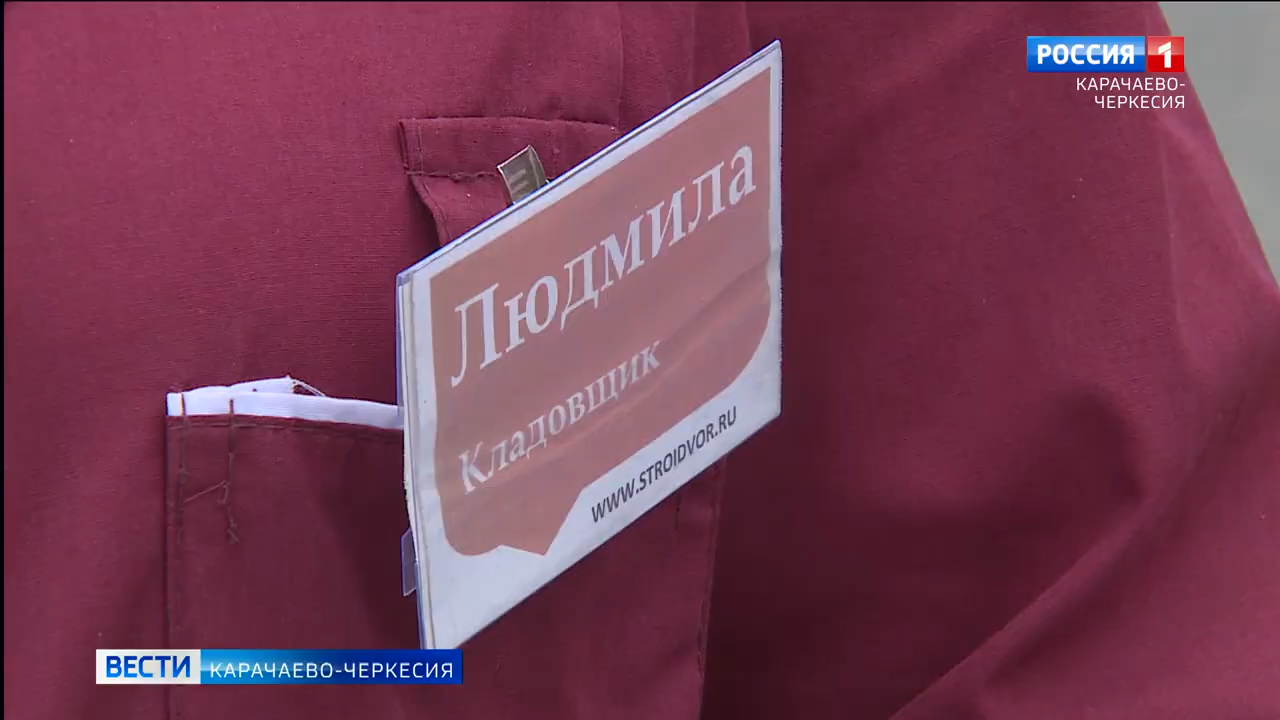 РОССИЯ 1
КАРАЧАЕВО-
ЧЕРКЕСИЯ
Людмила
Кладовщик
WWW.STROIDVOR.RU
ВЕСТИ КАРАЧАЕВО-ЧЕРКЕСИЯ